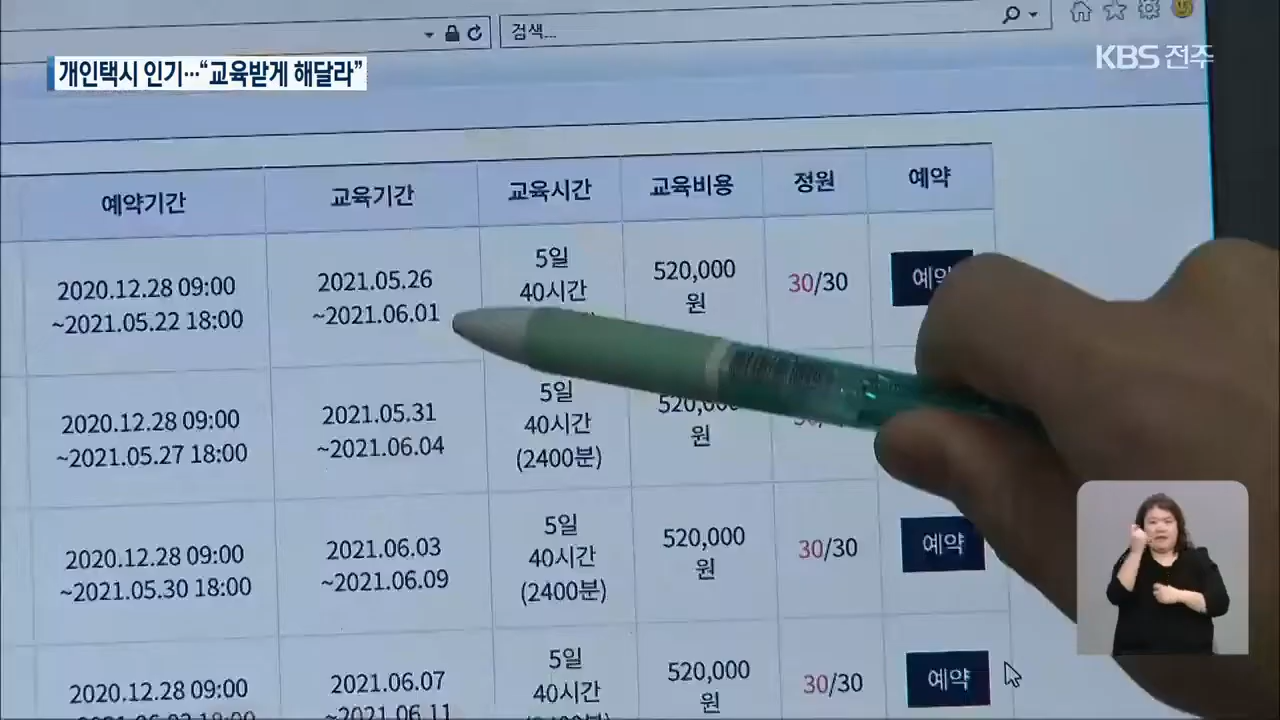 검색...
KBS 전주
개인택시 인기…“교육받게 해달라”
예약기간 교육기간 교육시간 교육비용 정원 예약
2020.12.28 09:00
~2021.05.22 18:00
2021.05.26
~2021.06.01
5일
40시간
520,000
원
30/30
예약
2020.12.28 09:00
~2021.05.27 18:00
2021.05.31
~2021.06.04
5일
40시간
(2400분)
원
2020.12.28 09:00
~2021.05.30 18:00
2021.06.03
~2021.06.09
5일
40시간
(2400분)
520,000
원
30/30
예약
2020.12.28 09:00
2021.06.07
~2021.06.11
5일
40시간
520,000
원
30/30
예약